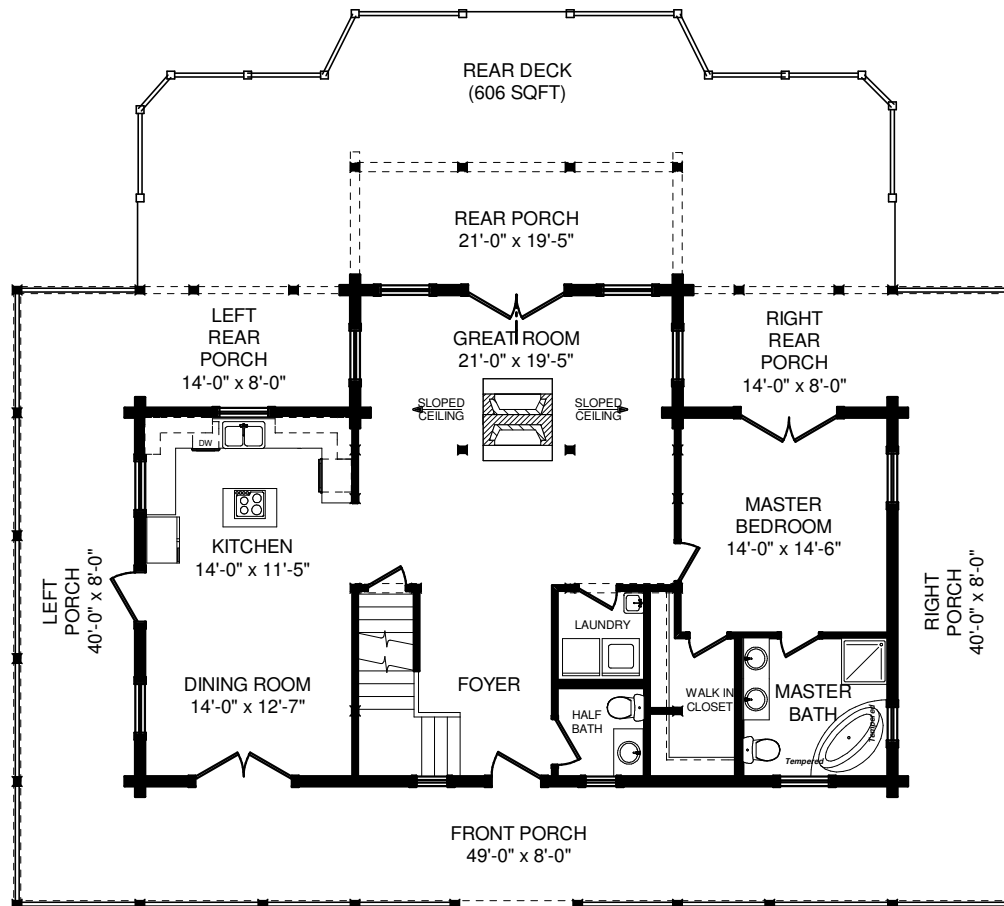 REAR DECK
(606 SQFT)
REAR PORCH
21'-0" x 19'-5"
LEFT
REAR
PORCH
14'-0" x 8'-0"
GREAT ROOM
21'-0" x 19'-5"
RIGHT
REAR
PORCH
14'-0" x 8'-0"
SLOPED
CEILING
SLOPED
CEILING
DW
KITCHEN
14'-0" x 11'-5"
MASTER
BEDROOM
14'-0" x 14'-6"
LEFT
PORCH
40'-0" x 8'-0"
RIGHT
PORCH
40'-0" x 8'-0"
LAUNDRY
DINING ROOM
14'-0" x 12'-7"
FOYER
HALF
BATH
WALK IN
CLOSET
MASTER
BATH
Tempered
Tempered
FRONT PORCH
49'-0" x 8'-0"